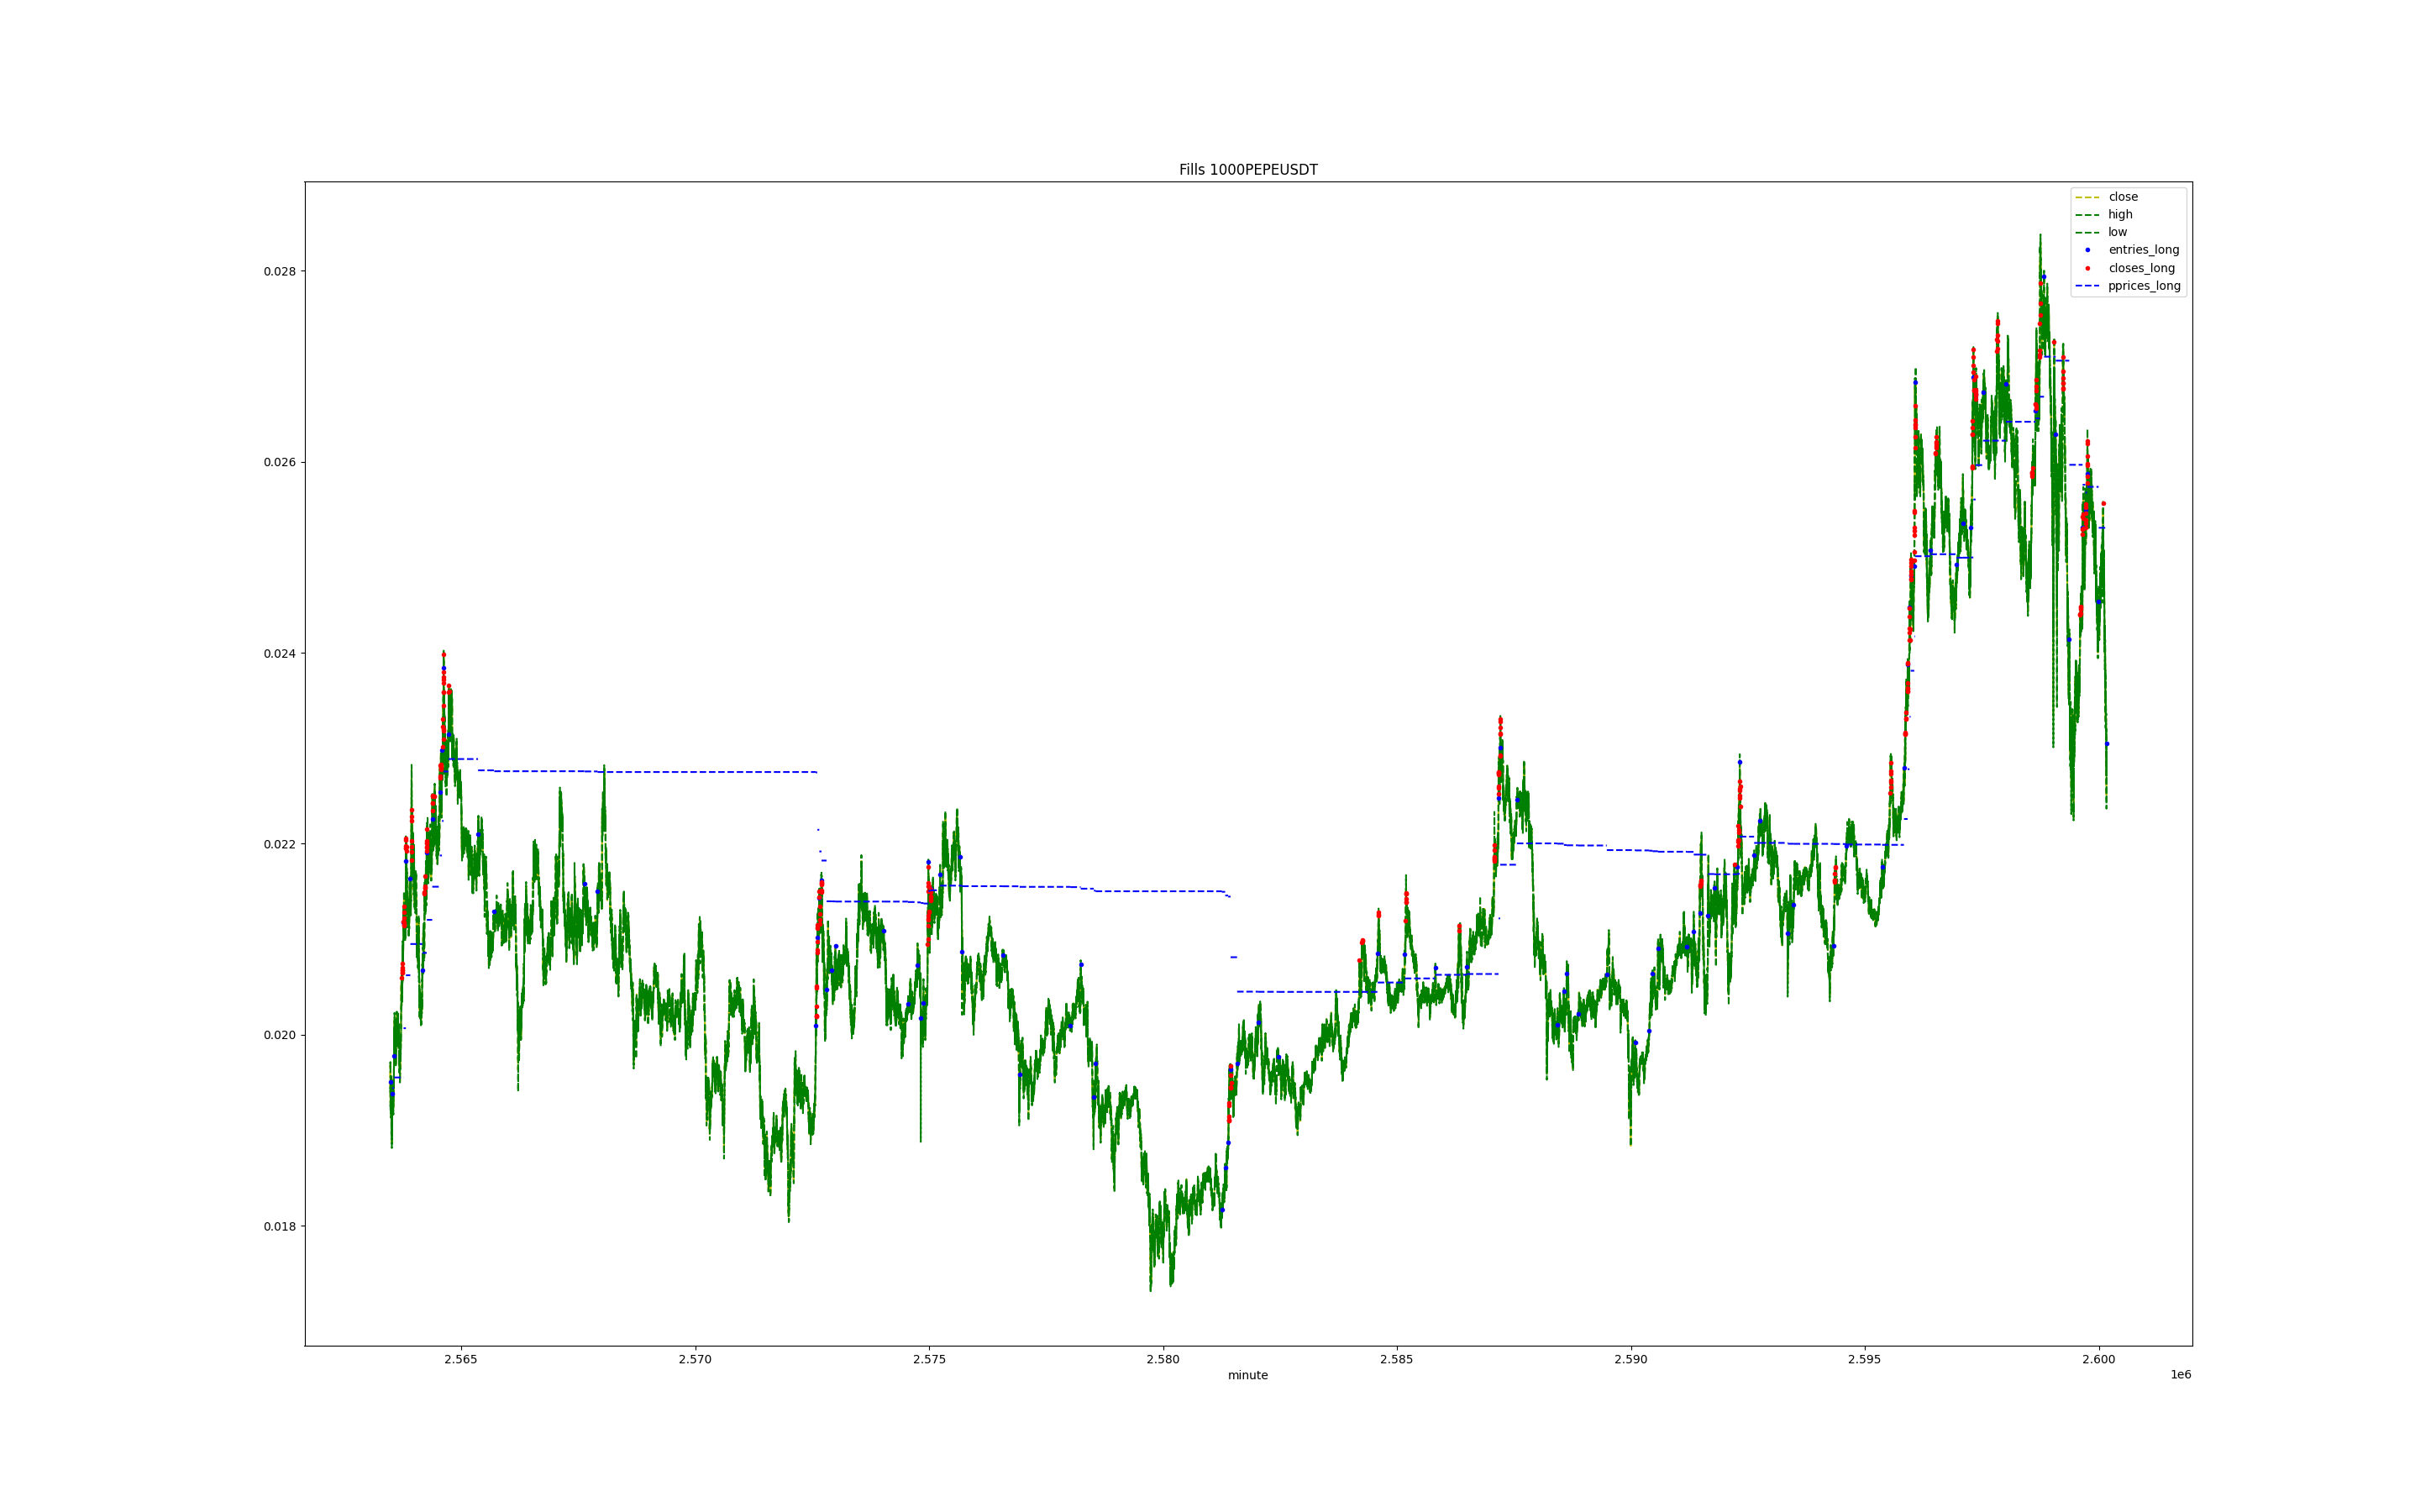 Fills 1000PEPEUSDT
close
high
low
entries_long
closes_long
pprices_long
0.028
0.026
0.024
0.022
0.020
0.018
2.565 2.570 2.575 2.580 2.585 2.590 2.595 2.600
minute
1e6